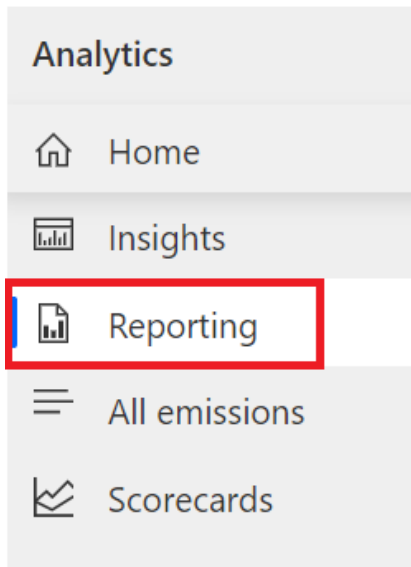 Analytics
Home
Insights
Reporting
All emissions
Scorecards